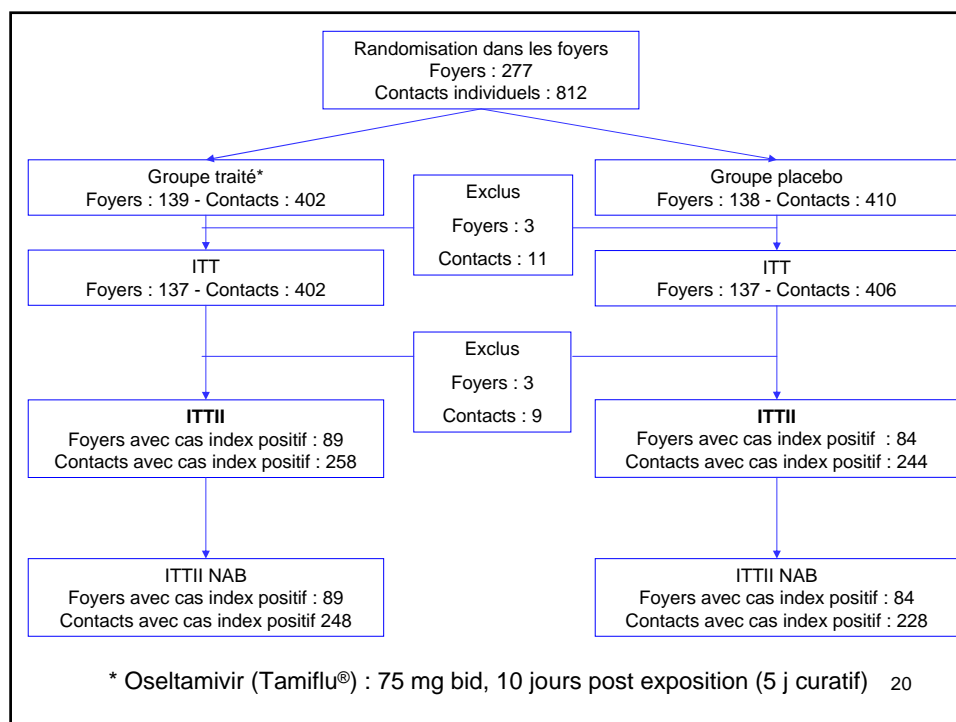 Randomisation dans les foyers
Foyers : 277
Contacts individuels : 812
Groupe traité*
Foyers : 139 - Contacts : 402
Exclus
Foyers : 3
Contacts : 11
Groupe placebo
Foyers : 138 - Contacts : 410
ITT
Foyers : 137 - Contacts : 402
ITT
Foyers : 137 - Contacts : 406
Exclus
Foyers : 3
Contacts : 9
ITTII
Foyers avec cas index positif : 89
Contacts avec cas index positif : 258
ITTII
Foyers avec cas index positif : 84
Contacts avec cas index positif : 244
ITTII NAB
Foyers avec cas index positif : 89
Contacts avec cas index positif 248
ITTII NAB
Foyers avec cas index positif : 84
Contacts avec cas index positif : 228
* Oseltamivir (Tamiflu®) : 75 mg bid, 10 jours post exposition (5 j curatif)
20